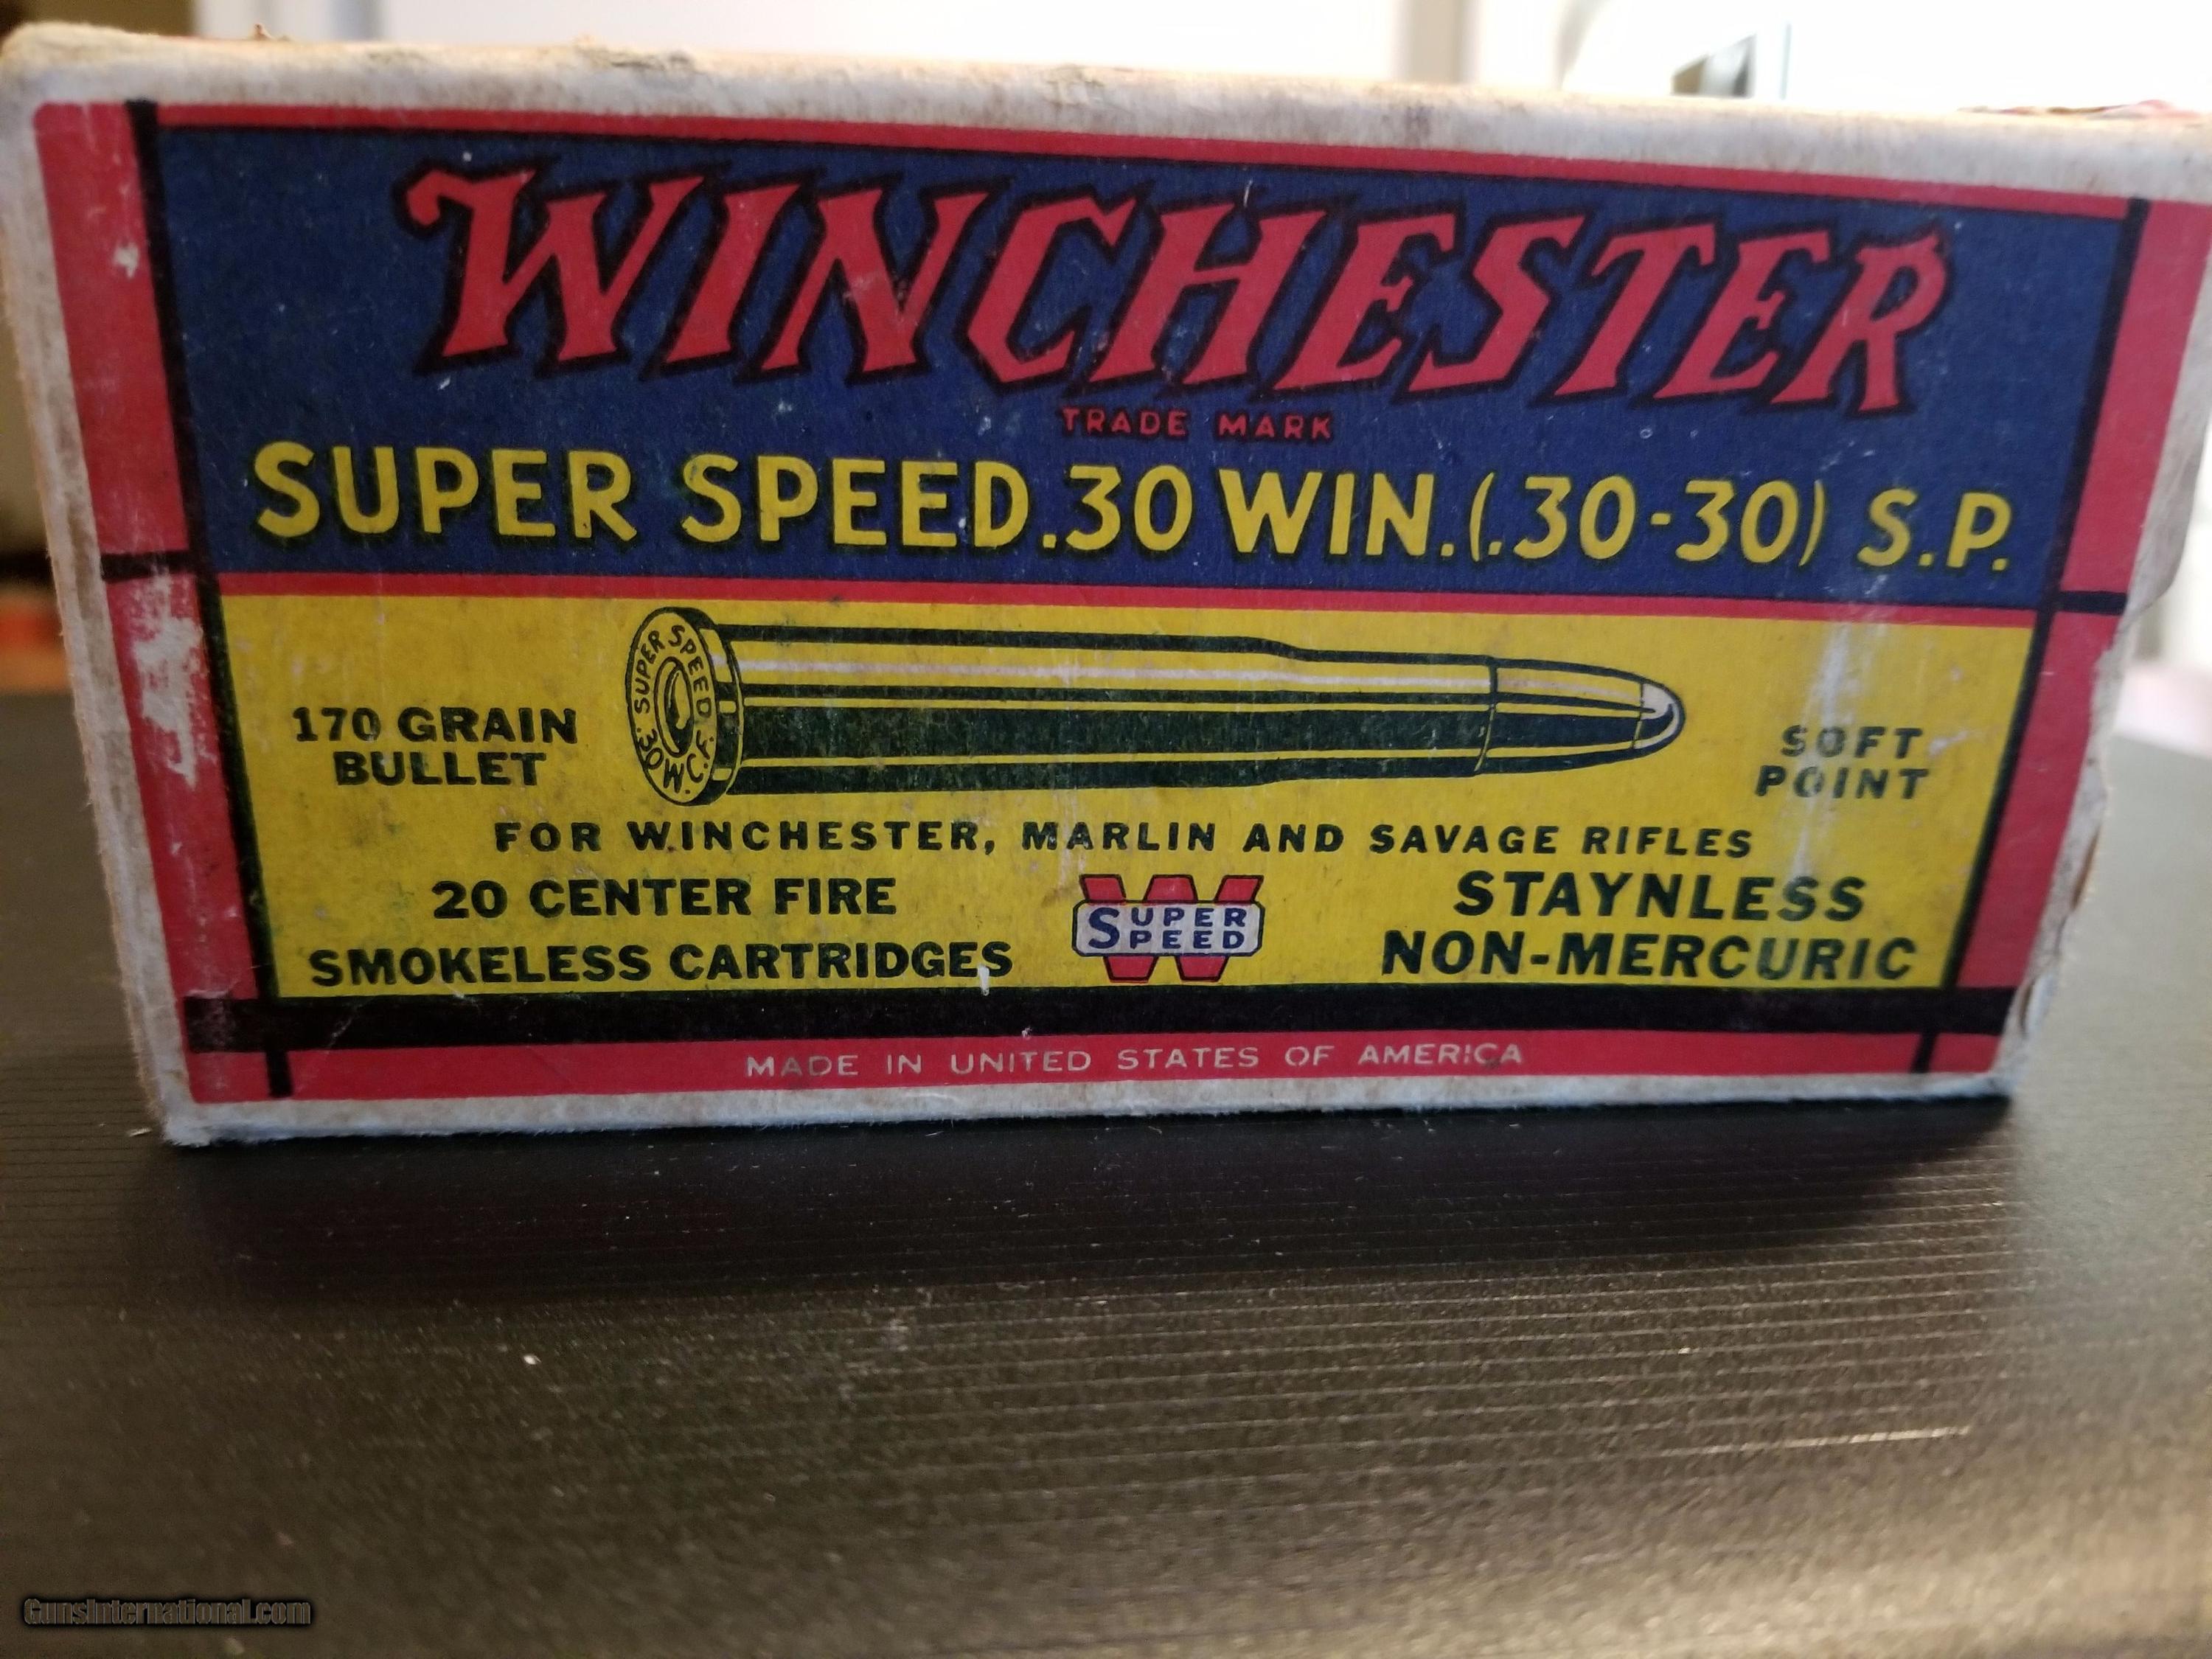 WINCHESTER
TRADE MARK
SUPER SPEED .30 WIN. (.30-30) S.P.
SUPER SPEED
.30 W.C.F.
170 GRAIN
BULLET
SOFT
POINT
FOR WINCHESTER, MARLIN AND SAVAGE RIFLES
20 CENTER FIRE
SMOKELESS CARTRIDGES
W
SUPER
SPEED
STAYNLESS
NON-MERCURIC
MADE IN UNITED STATES OF AMERICA
GunsInternational.com